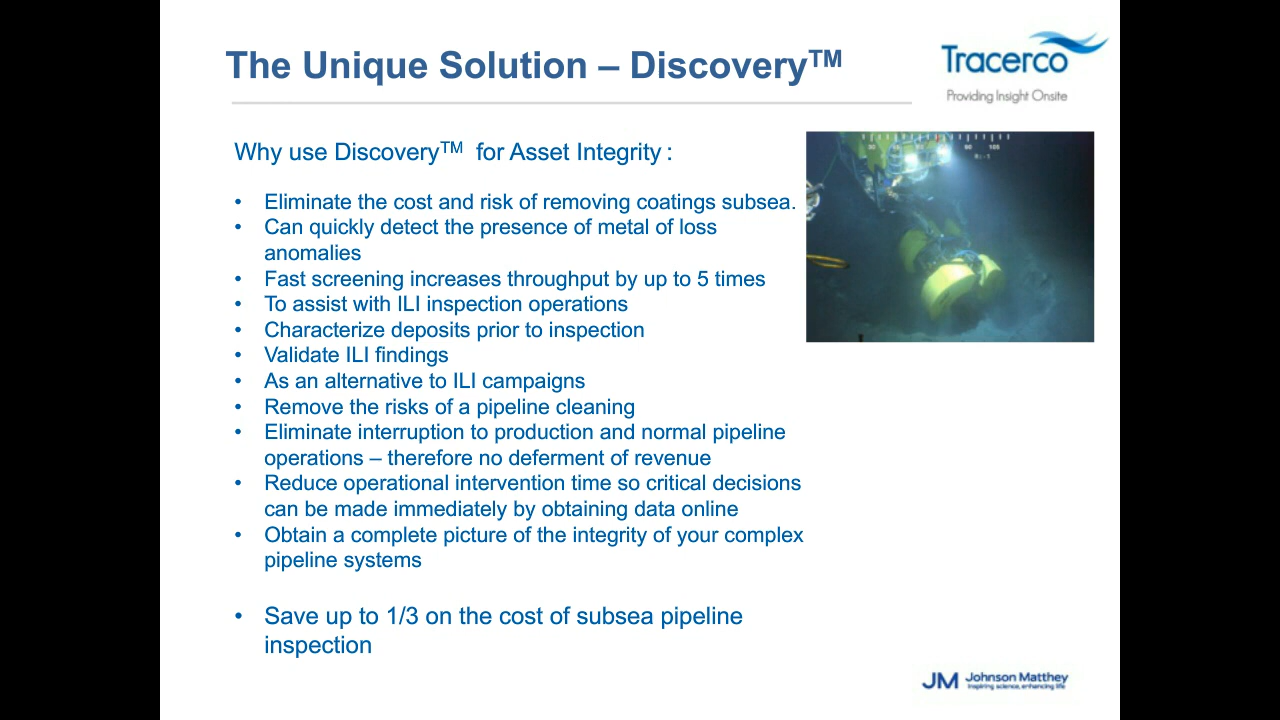 The Unique Solution – Discovery™
Tracerco
Providing Insight Onsite
Why use Discovery™ for Asset Integrity :
• Eliminate the cost and risk of removing coatings subsea.
• Can quickly detect the presence of metal of loss
anomalies
• Fast screening increases throughput by up to 5 times
• To assist with ILI inspection operations
• Characterize deposits prior to inspection
• Validate ILI findings
• As an alternative to ILI campaigns
• Remove the risks of a pipeline cleaning
• Eliminate interruption to production and normal pipeline
operations – therefore no deferment of revenue
• Reduce operational intervention time so critical decisions
can be made immediately by obtaining data online
• Obtain a complete picture of the integrity of your complex
pipeline systems
• Save up to 1/3 on the cost of subsea pipeline
inspection
JM Johnson Matthey
Inspiring science, enhancing life